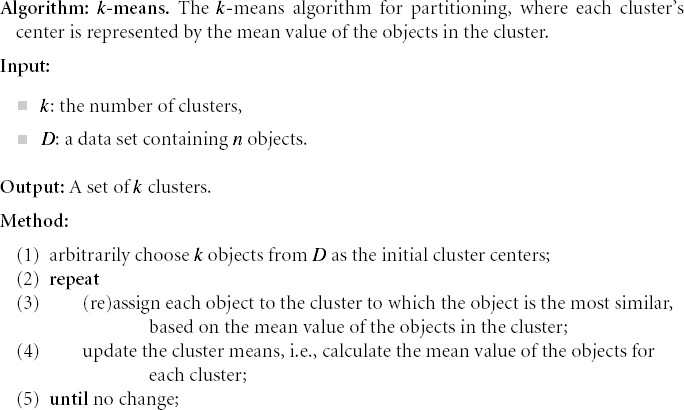 Algorithm: k-means. The k-means algorithm for partitioning, where each cluster's
center is represented by the mean value of the objects in the cluster.
Input:
k: the number of clusters,
D: a data set containing n objects.
Output: A set of k clusters.
Method:
(1) arbitrarily choose k objects from D as the initial cluster centers;
(2) repeat
(3) (re)assign each object to the cluster to which the object is the most similar,
based on the mean value of the objects in the cluster;
(4) update the cluster means, i.e., calculate the mean value of the objects for
each cluster;
(5) until no change;